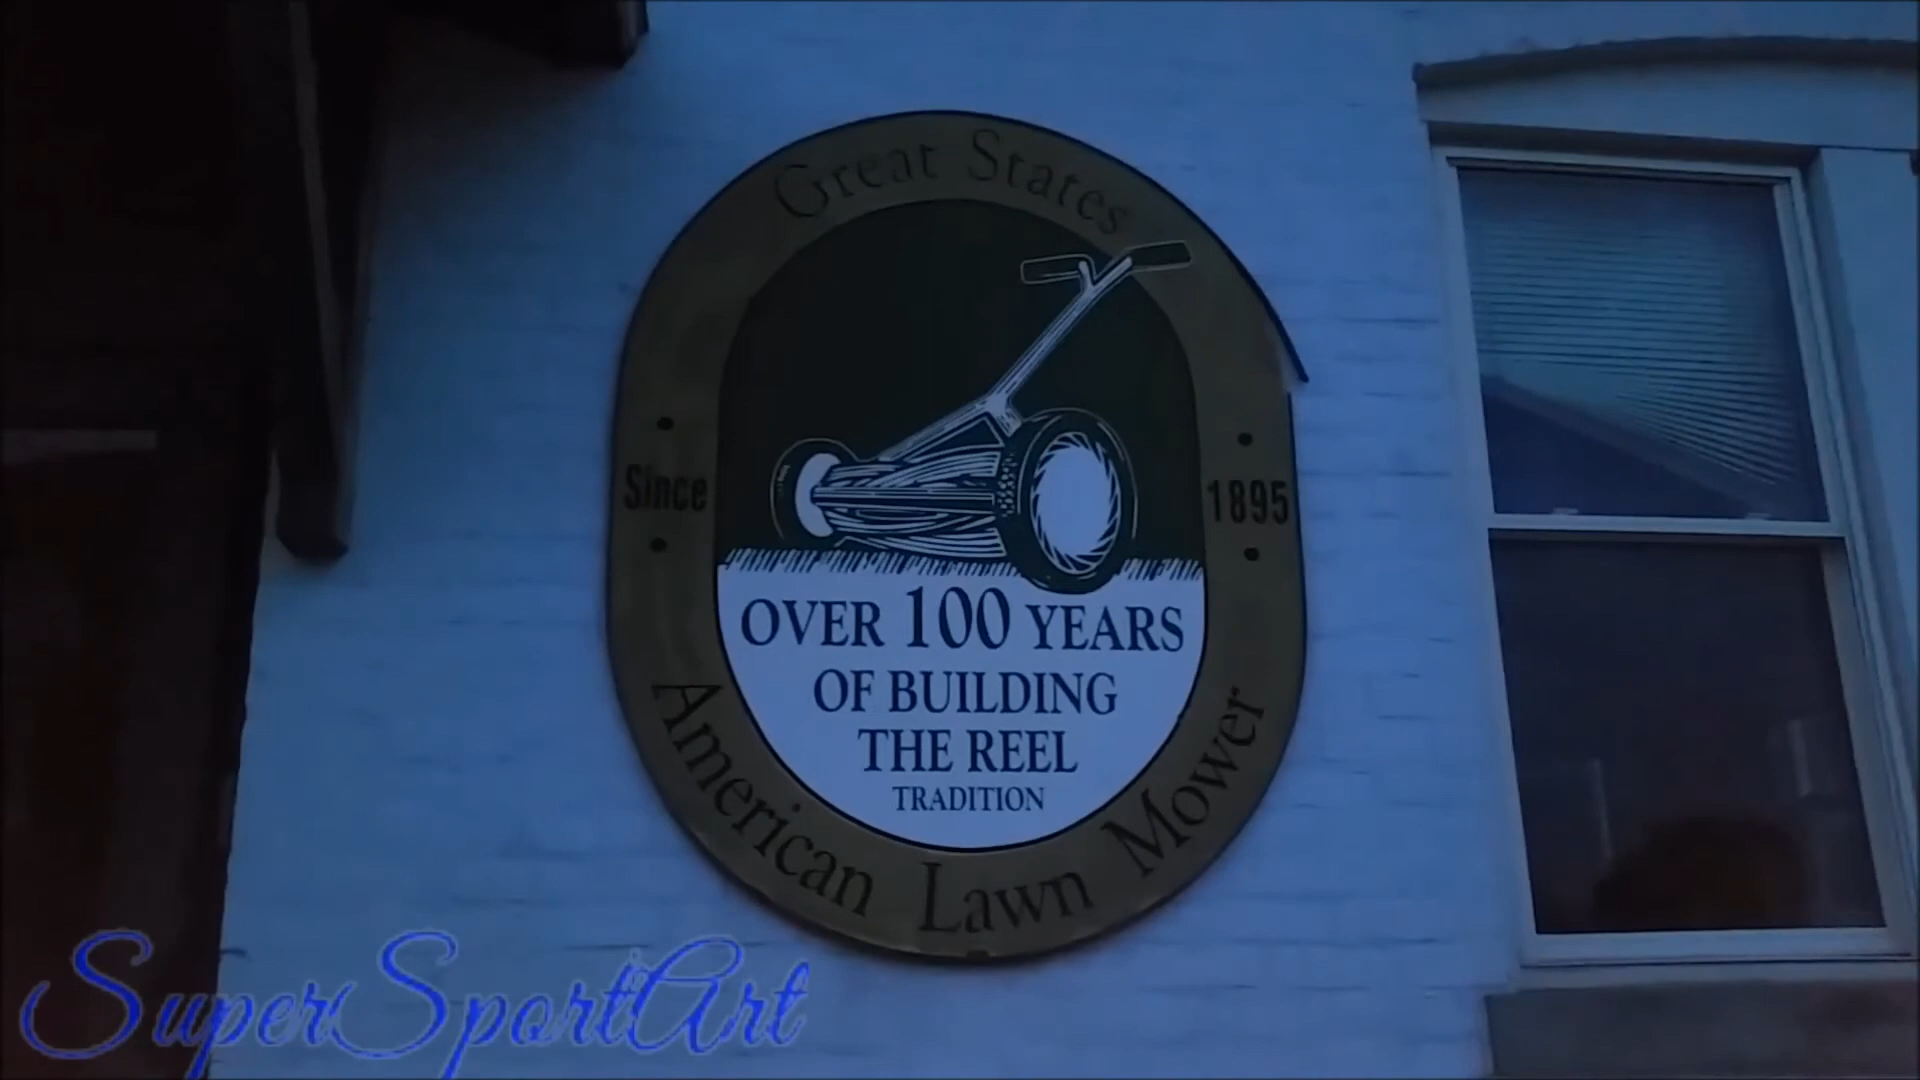 Great States
Since
1895
OVER 100 YEARS
OF BUILDING
THE REEL
TRADITION
American Lawn Mower
SuperSportArt